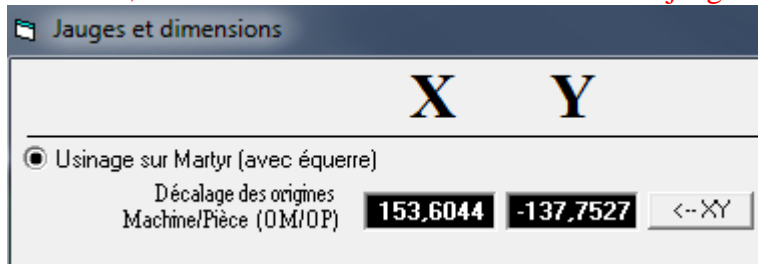 Jauges et dimensions
X Y
Usinage sur Martyr (avec équerre)
Décalage des origines
Machine/Pièce (OM/OP) 153,6044 -137,7527 <-- XY